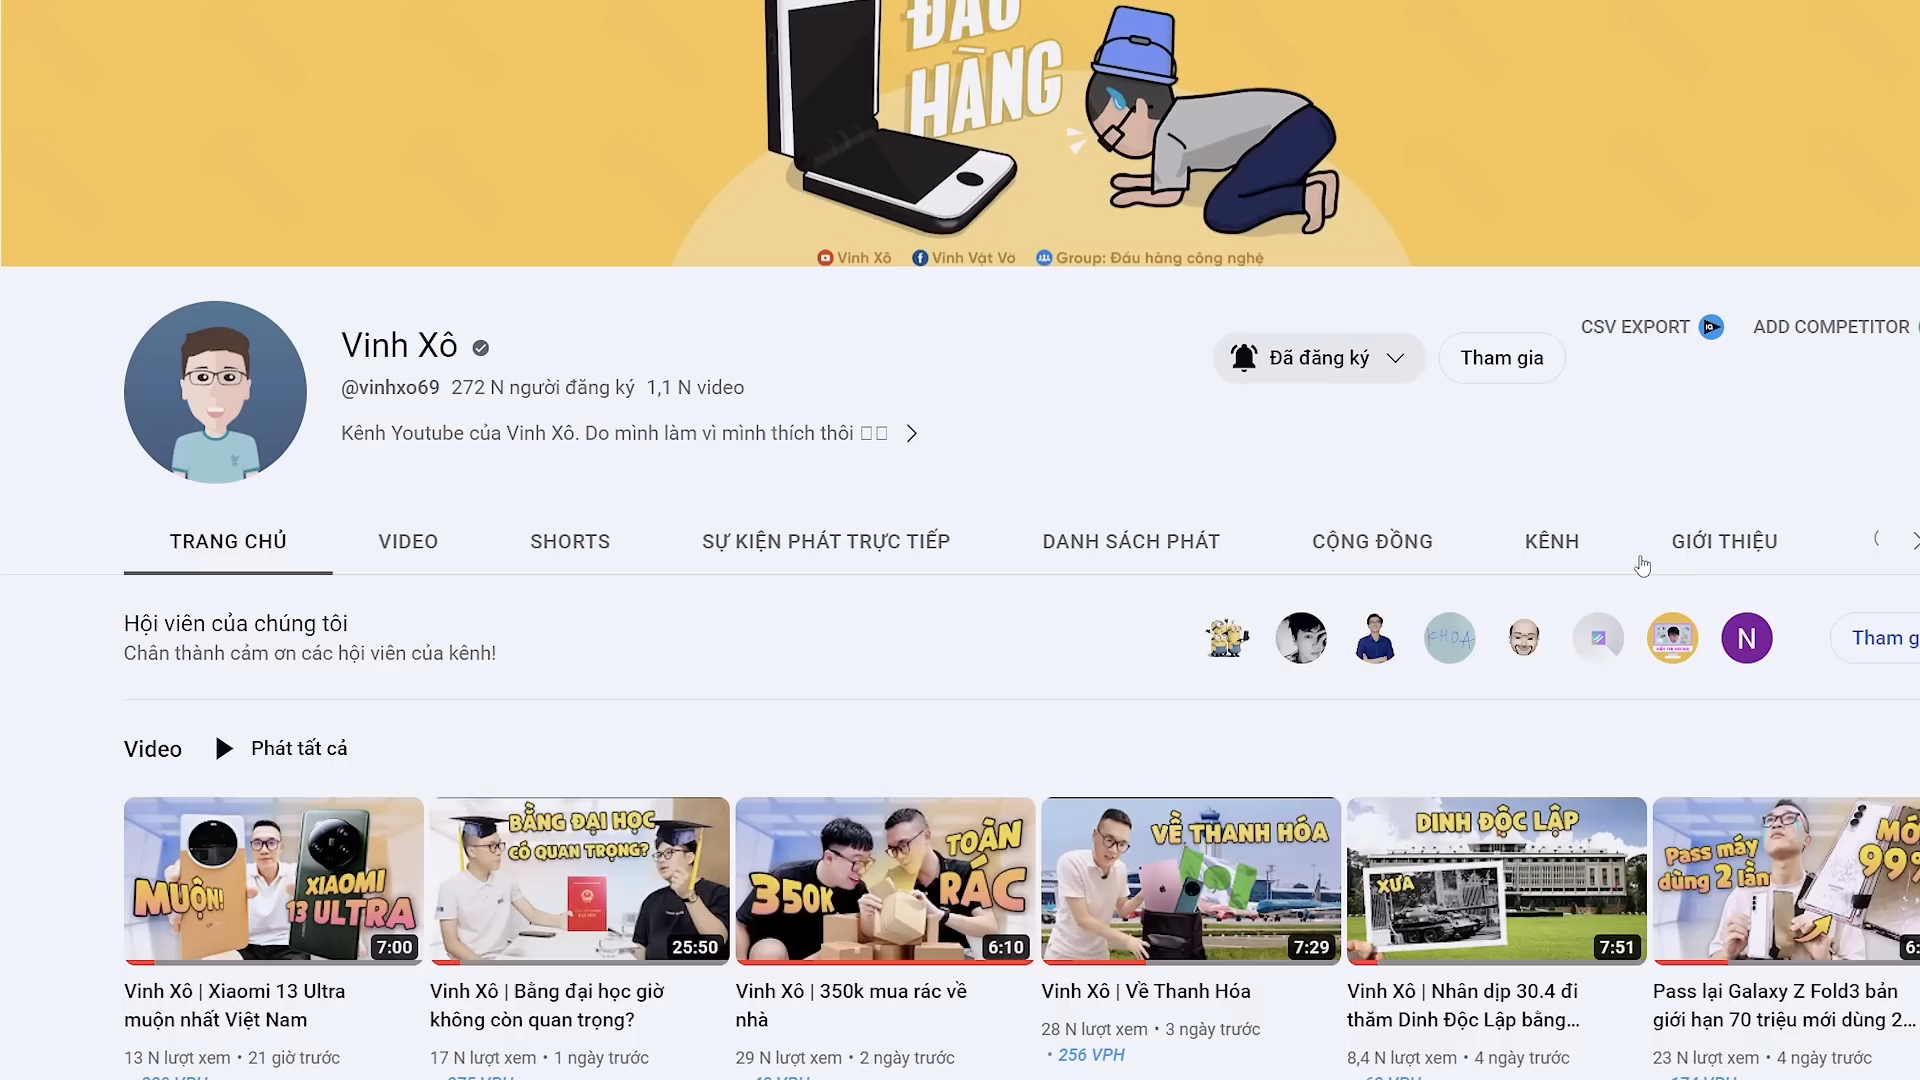 ĐẦU
HÀNG
Vinh Xô
Vinh Vật Vờ
Group: Đầu hàng công nghệ
Vinh Xô
@vinhxo69 272 N người đăng ký 1,1 N video
Kênh Youtube của Vinh Xô. Do mình làm vì mình thích thôi
Đã đăng ký
Tham gia
CSV EXPORT
ADD COMPETITOR
TRANG CHỦ
VIDEO
SHORTS
SỰ KIỆN PHÁT TRỰC TIẾP
DANH SÁCH PHÁT
CỘNG ĐỒNG
KÊNH
GIỚI THIỆU
Hội viên của chúng tôi
Chân thành cảm ơn các hội viên của kênh!
KHOA
N
Tham g
Video
Phát tất cả
MUỘN!
XIAOMI
13 ULTRA
7:00
BẰNG ĐẠI HỌC
CÓ QUAN TRỌNG?
25:50
350K
TOÀN
RÁC
6:10
VỀ THANH HÓA
7:29
DINH ĐỘC LẬP
XƯA
7:51
Pass máy
dùng 2 lần
MỚ
99%
6:
Vinh Xô | Xiaomi 13 Ultra
muộn nhất Việt Nam
13 N lượt xem • 21 giờ trước
Vinh Xô | Bằng đại học giờ
không còn quan trọng?
17 N lượt xem • 1 ngày trước
Vinh Xô | 350k mua rác về
nhà
29 N lượt xem • 2 ngày trước
Vinh Xô | Về Thanh Hóa
28 N lượt xem • 3 ngày trước
• 256 VPH
Vinh Xô | Nhân dịp 30.4 đi
thăm Dinh Độc Lập bằng...
8,4 N lượt xem • 4 ngày trước
Pass lại Galaxy Z Fold3 bản
giới hạn 70 triệu mới dùng 2...
23 N lượt xem • 4 ngày trước